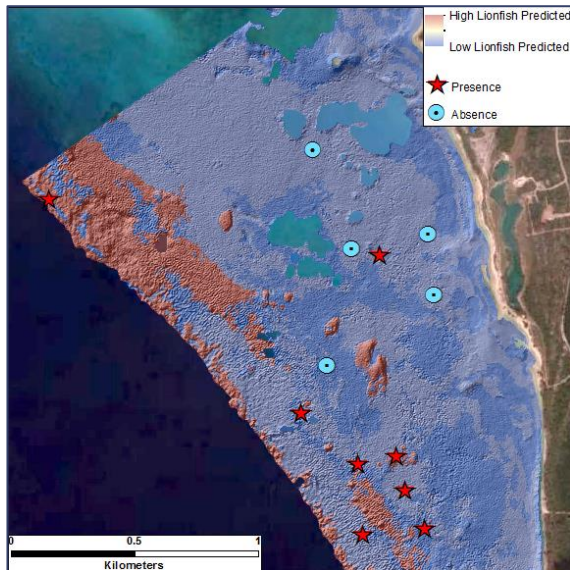 High Lionfish Predicted
Low Lionfish Predicted
Presence
Absence
0 0.5 1
Kilometers